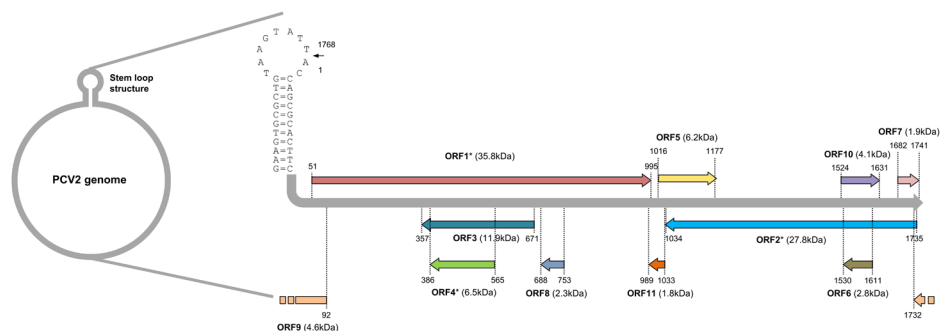 T A
G T
A T
1768
A A
T C
1
G=C
T=A
C=G
G=C
C=G
G=C
T=A
G=C
A=T
A=T
G=C
Stem loop
structure
PCV2 genome
ORF1* (35.8kDa)
51
995
ORF5 (6.2kDa)
1016
1177
ORF10 (4.1kDa)
1524
1631
ORF7 (1.9kDa)
1682
1741
357
ORF3 (11.9kDa)
671
1034
ORF2* (27.8kDa)
1735
386
565
ORF4* (6.5kDa)
688
753
ORF8 (2.3kDa)
989
1033
ORF11 (1.8kDa)
1530
1611
ORF6 (2.8kDa)
92
ORF9 (4.6kDa)
1732